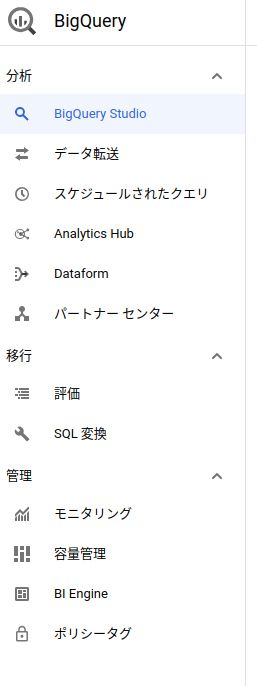 BigQuery
分析
BigQuery Studio
データ転送
スケジュールされたクエリ
Analytics Hub
Dataform
パートナー センター
移行
評価
SQL 変換
管理
モニタリング
容量管理
BI Engine
ポリシータグ